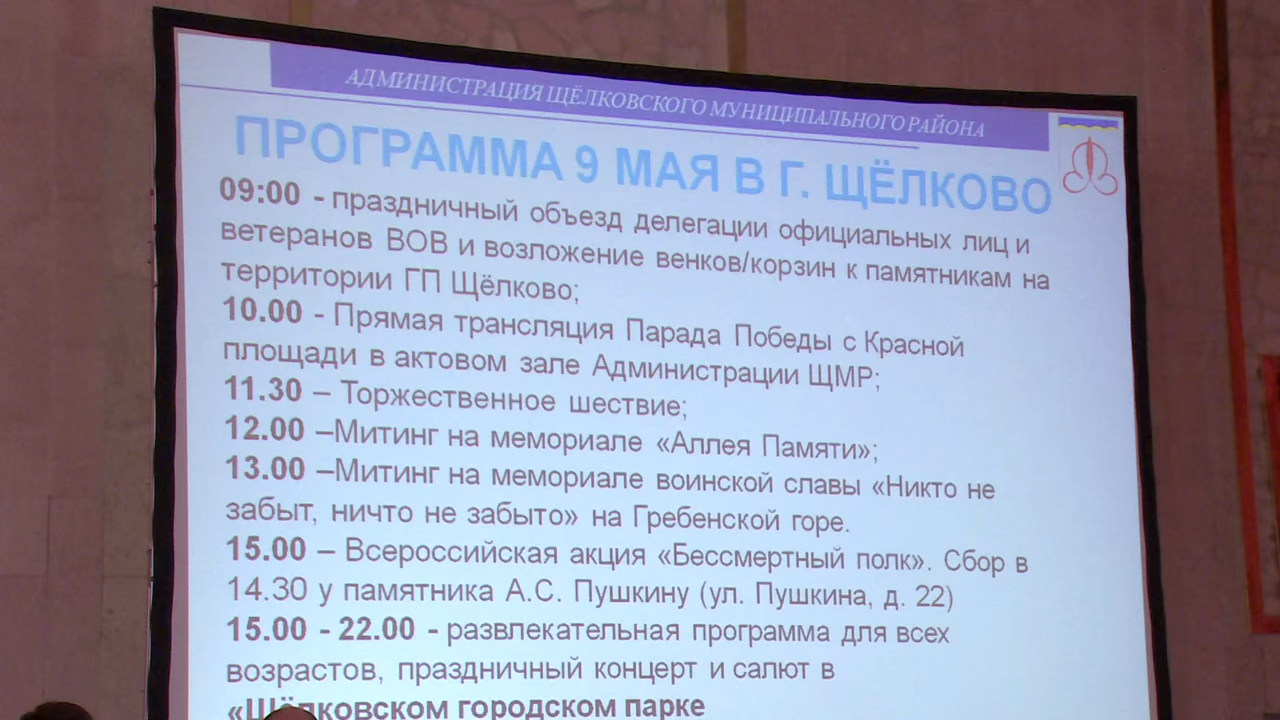 АДМИНИСТРАЦИЯ ЩЁЛКОВСКОГО МУНИЦИПАЛЬНОГО РАЙОНА
ПРОГРАММА 9 МАЯ В Г. ЩЁЛКОВО
09:00 - праздничный объезд делегации официальных лиц и
ветеранов ВОВ и возложение венков/корзин к памятникам на
территории ГП Щёлково;
10.00 - Прямая трансляция Парада Победы с Красной
площади в актовом зале Администрации ЩМР;
11.30 – Торжественное шествие;
12.00 –Митинг на мемориале «Аллея Памяти»;
13.00 –Митинг на мемориале воинской славы «Никто не
забыт, ничто не забыто» на Гребенской горе.
15.00 – Всероссийская акция «Бессмертный полк». Сбор в
14.30 у памятника А.С. Пушкину (ул. Пушкина, д. 22)
15.00 - 22.00 - развлекательная программа для всех
возрастов, праздничный концерт и салют в
«Щёлковском городском парке